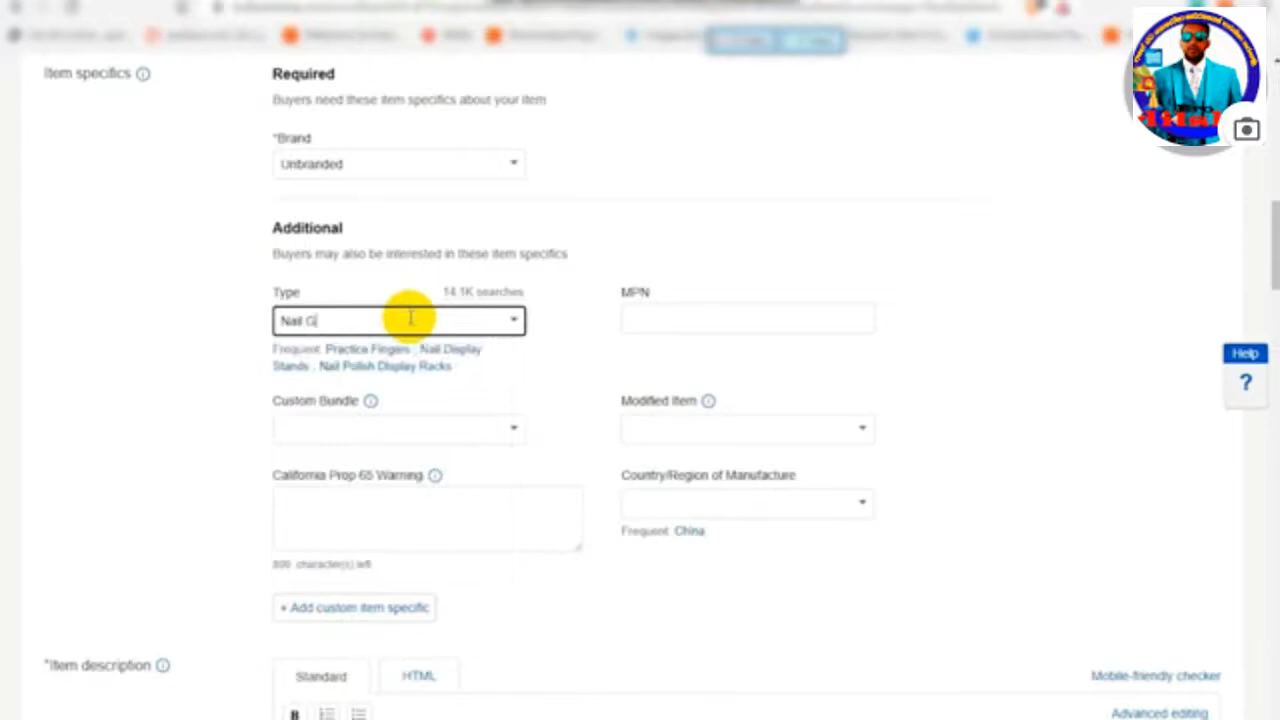 Item specifics
Required
Buyers need these item specifics about your item
*Brand
Unbranded
Additional
Buyers may also be interested in these item specifics
Type
14.1K searches
MPN
Nail G
Frequent: Practice Fingers , Nail Display
Stands , Nail Polish Display Racks
Help
?
Custom Bundle
Modified Item
California Prop 65 Warning
Country/Region of Manufacture
Frequent: China
800 character(s) left
+ Add custom item specific
*Item description
Standard
HTML
Mobile-friendly checker
B
Advanced editing